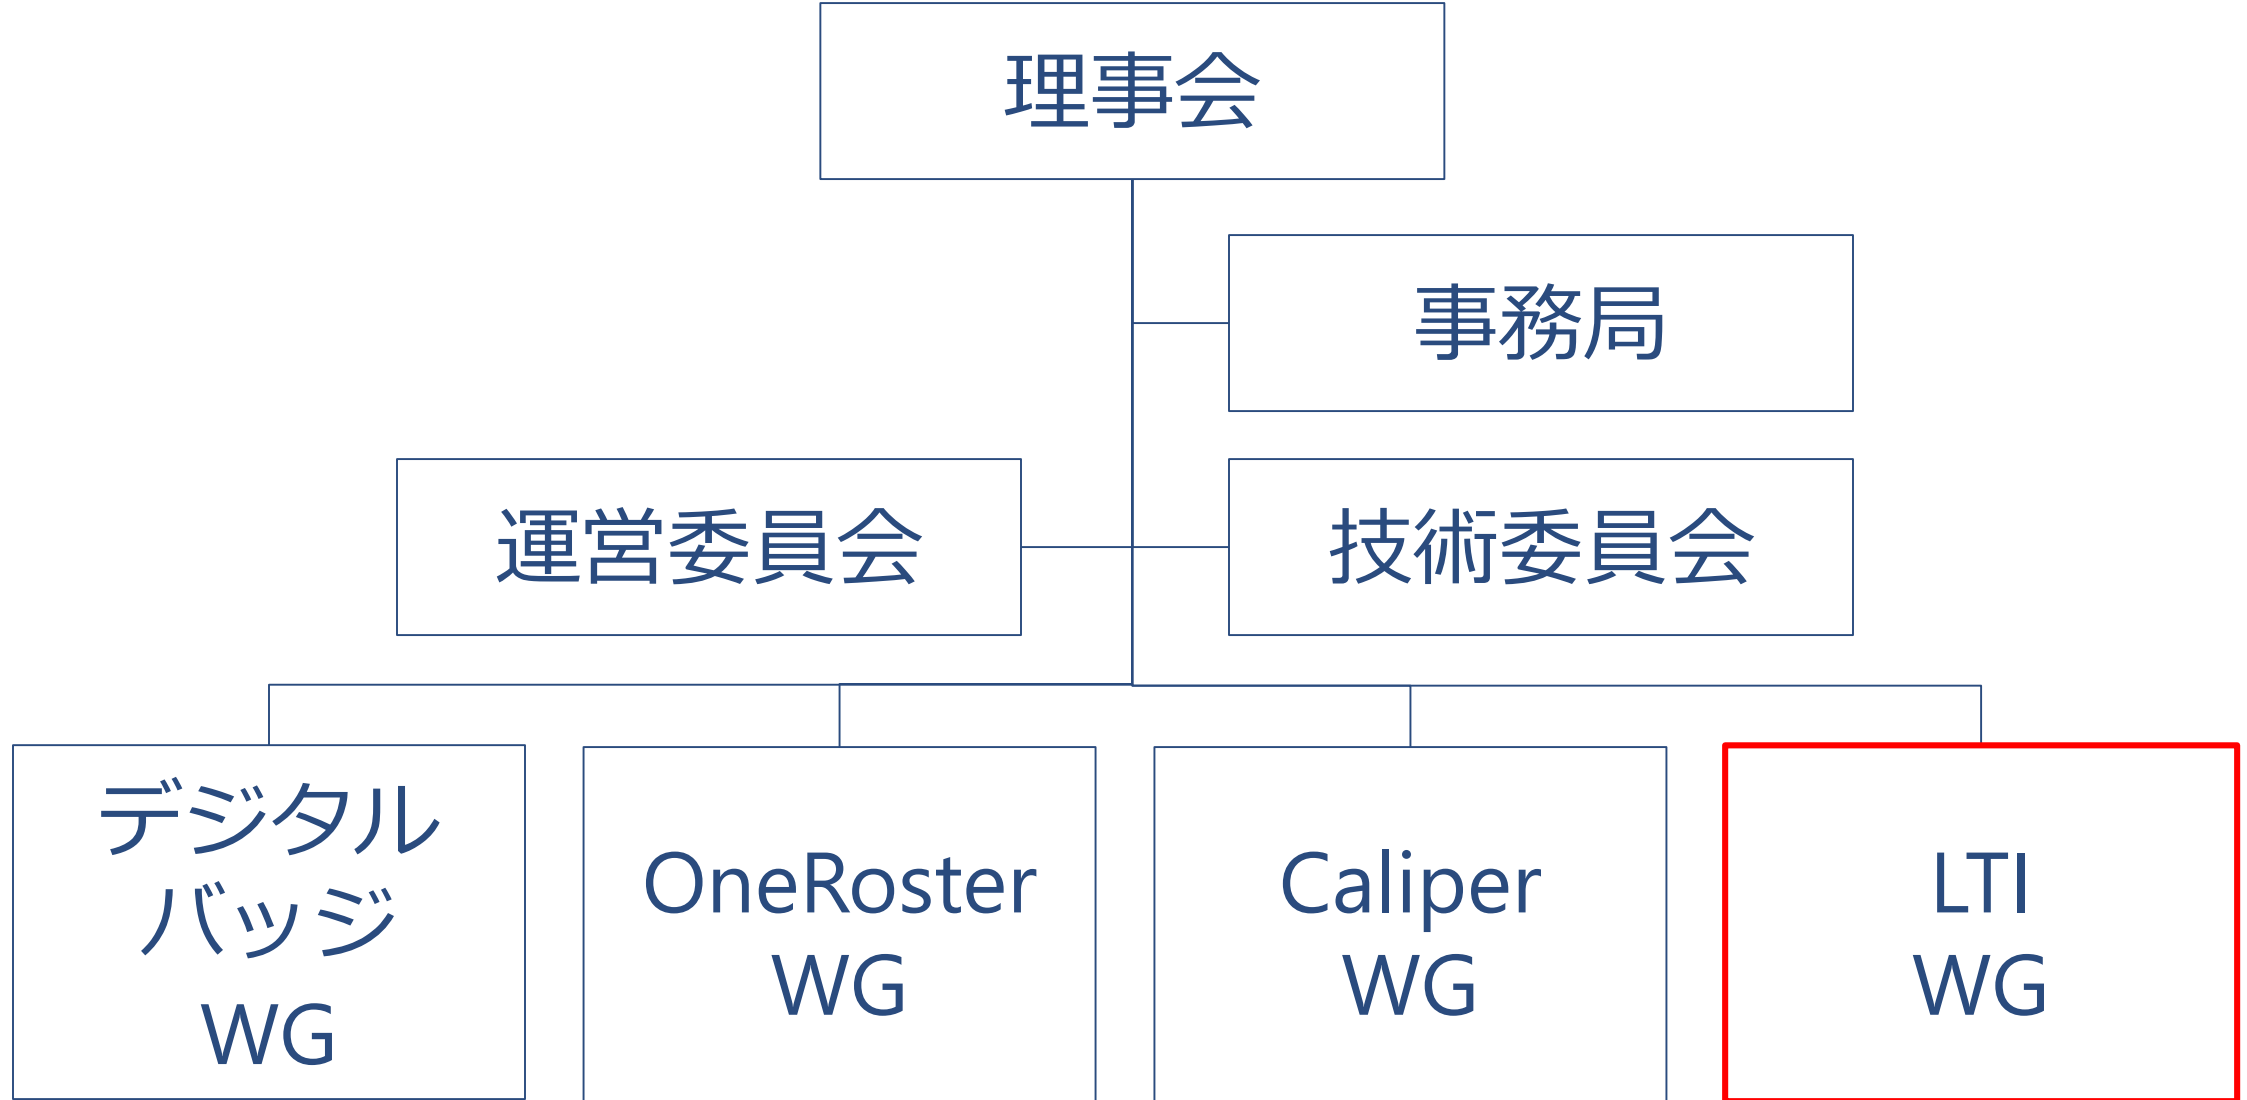 理事会
事務局
運営委員会
技術委員会
デジタル
バッジ
WG
OneRoster
WG
Caliper
WG
LTI
WG